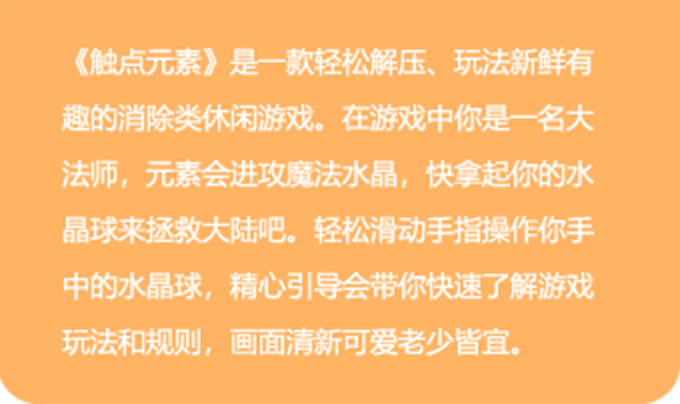 《触点元素》是一款轻松解压、玩法新鲜有
趣的消除类休闲游戏。在游戏中你是一名大
法师，元素会进攻魔法水晶，快拿起你的水
晶球来拯救大陆吧。轻松滑动手指操作你手
中的水晶球，精心引导会带你快速了解游戏
玩法和规则，画面清新可爱老少皆宜。